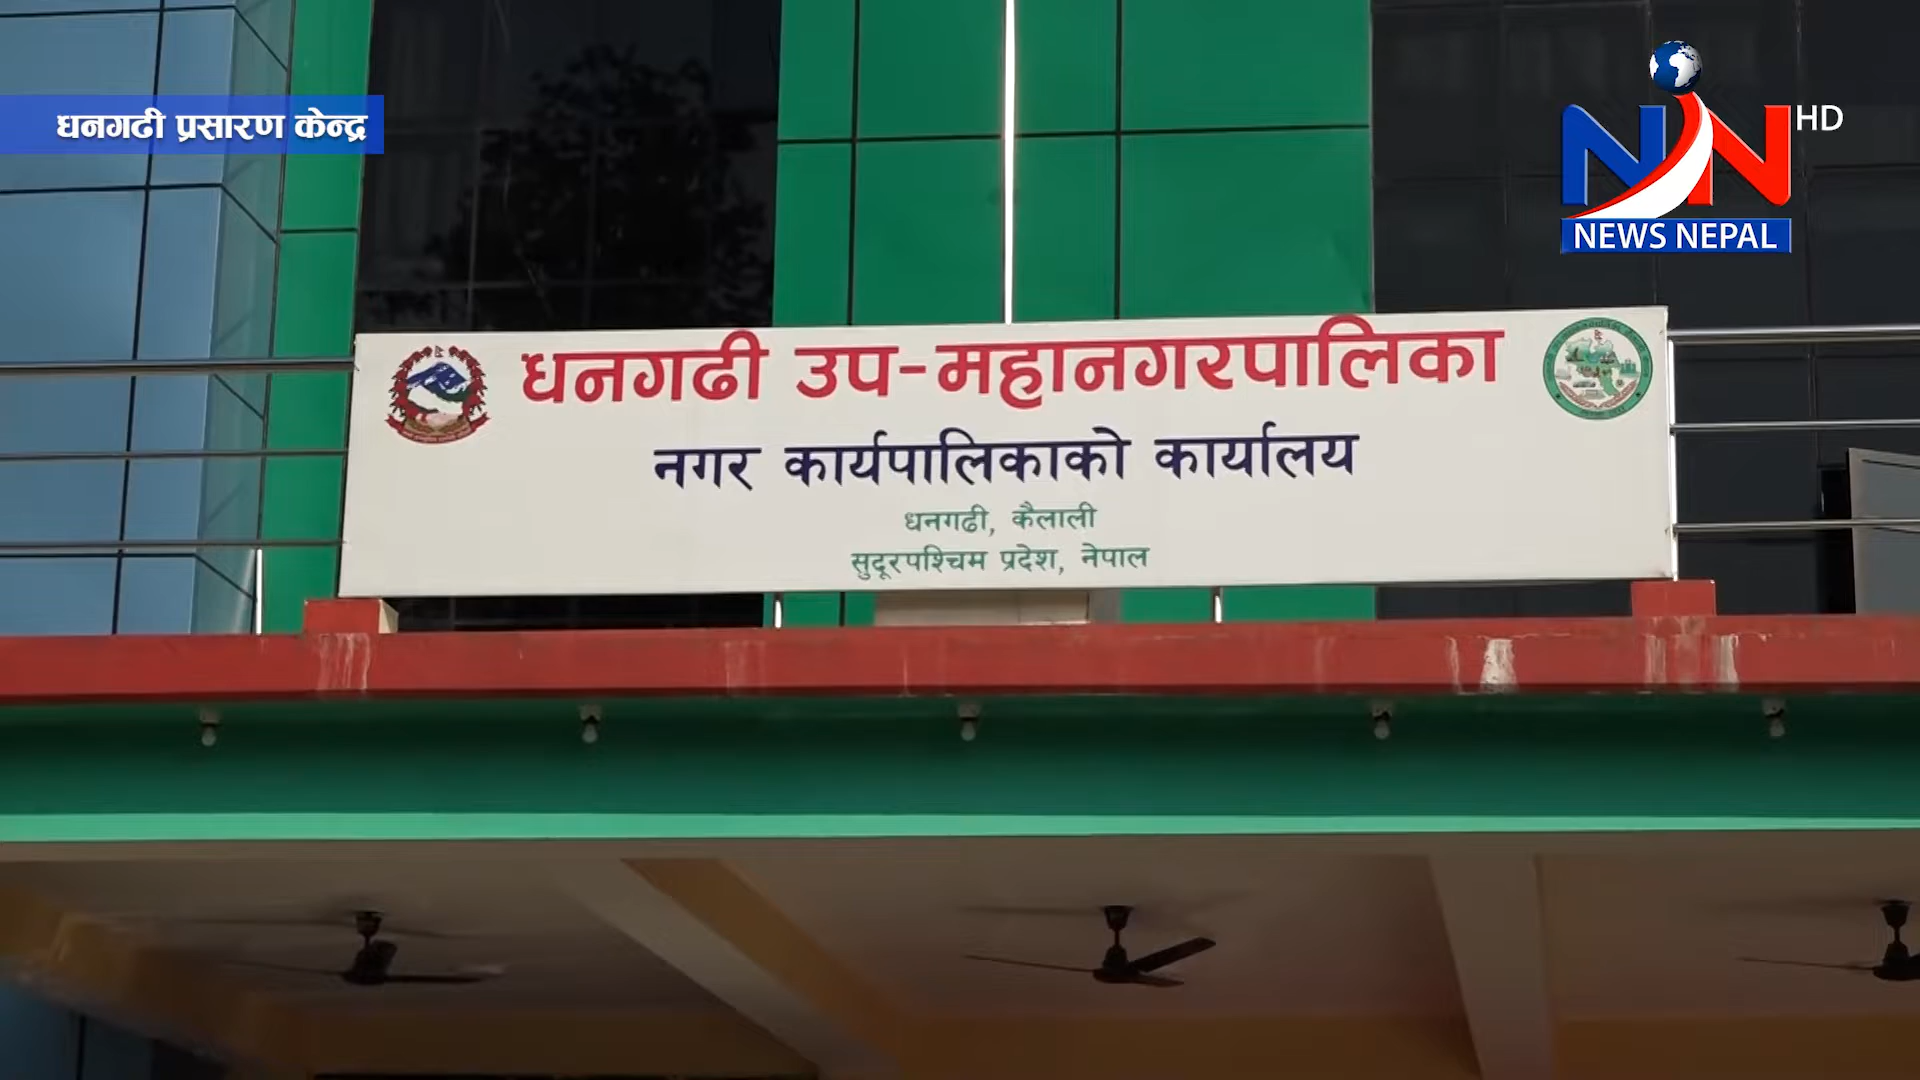 धनगढी प्रसारण केन्द्र
HD
NEWS NEPAL
धनगढी उप-महानगरपालिका
नगर कार्यपालिकाको कार्यालय
धनगढी, कैलाली
सुदूरपश्चिम प्रदेश, नेपाल